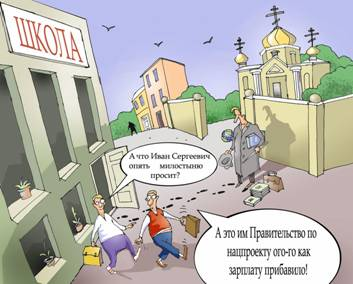 ШКОЛА
А что Иван Сергеевич
опять милостыню
просит?
А это им Правительство по
нацпроекту ого-го как
зарплату прибавило!